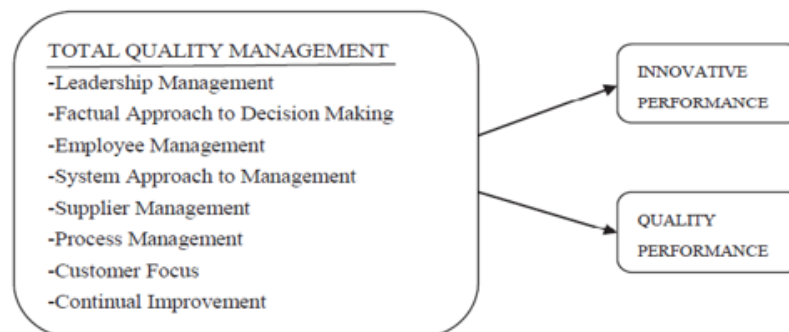 TOTAL QUALITY MANAGEMENT
-Leadership Management
-Factual Approach to Decision Making
-Employee Management
-System Approach to Management
-Supplier Management
-Process Management
-Customer Focus
-Continual Improvement
INNOVATIVE
PERFORMANCE
QUALITY
PERFORMANCE